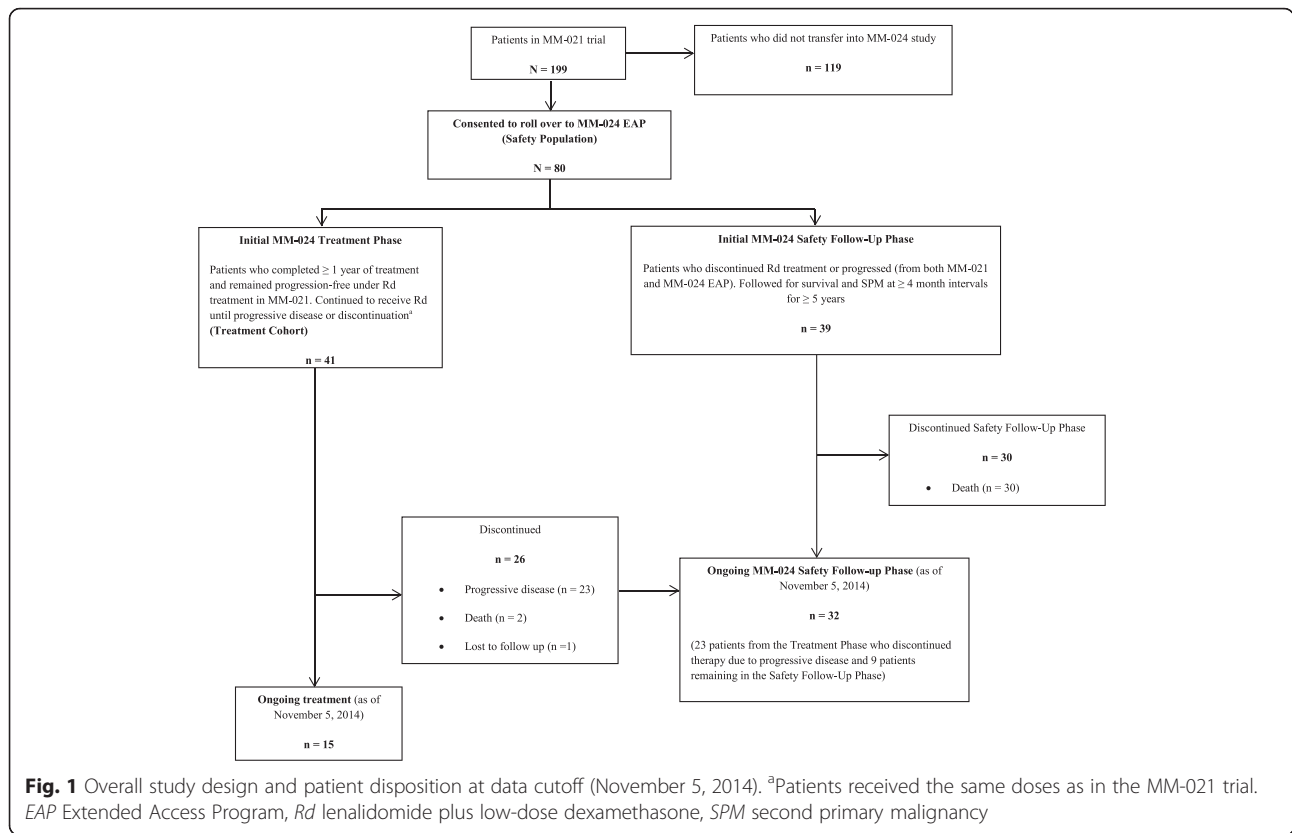 Patients in MM-021 trial
N = 199
Patients who did not transfer into MM-024 study
n = 119
Consented to roll over to MM-024 EAP
(Safety Population)
N = 80
Initial MM-024 Treatment Phase
Patients who completed ≥ 1 year of treatment
and remained progression-free under Rd
treatment in MM-021. Continued to receive Rd
until progressive disease or discontinuationᵃ
(Treatment Cohort)
n = 41
Initial MM-024 Safety Follow-Up Phase
Patients who discontinued Rd treatment or progressed (from both MM-021
and MM-024 EAP). Followed for survival and SPM at ≥ 4 month intervals
for ≥ 5 years
n = 39
Discontinued Safety Follow-Up Phase
n = 30
• Death (n = 30)
Discontinued
n = 26
• Progressive disease (n = 23)
• Death (n = 2)
• Lost to follow up (n =1)
Ongoing MM-024 Safety Follow-up Phase (as of
November 5, 2014)
n = 32
(23 patients from the Treatment Phase who discontinued
therapy due to progressive disease and 9 patients
remaining in the Safety Follow-Up Phase)
Ongoing treatment (as of
November 5, 2014)
n = 15
Fig. 1 Overall study design and patient disposition at data cutoff (November 5, 2014). ᵃPatients received the same doses as in the MM-021 trial.
EAP Extended Access Program, Rd lenalidomide plus low-dose dexamethasone, SPM second primary malignancy